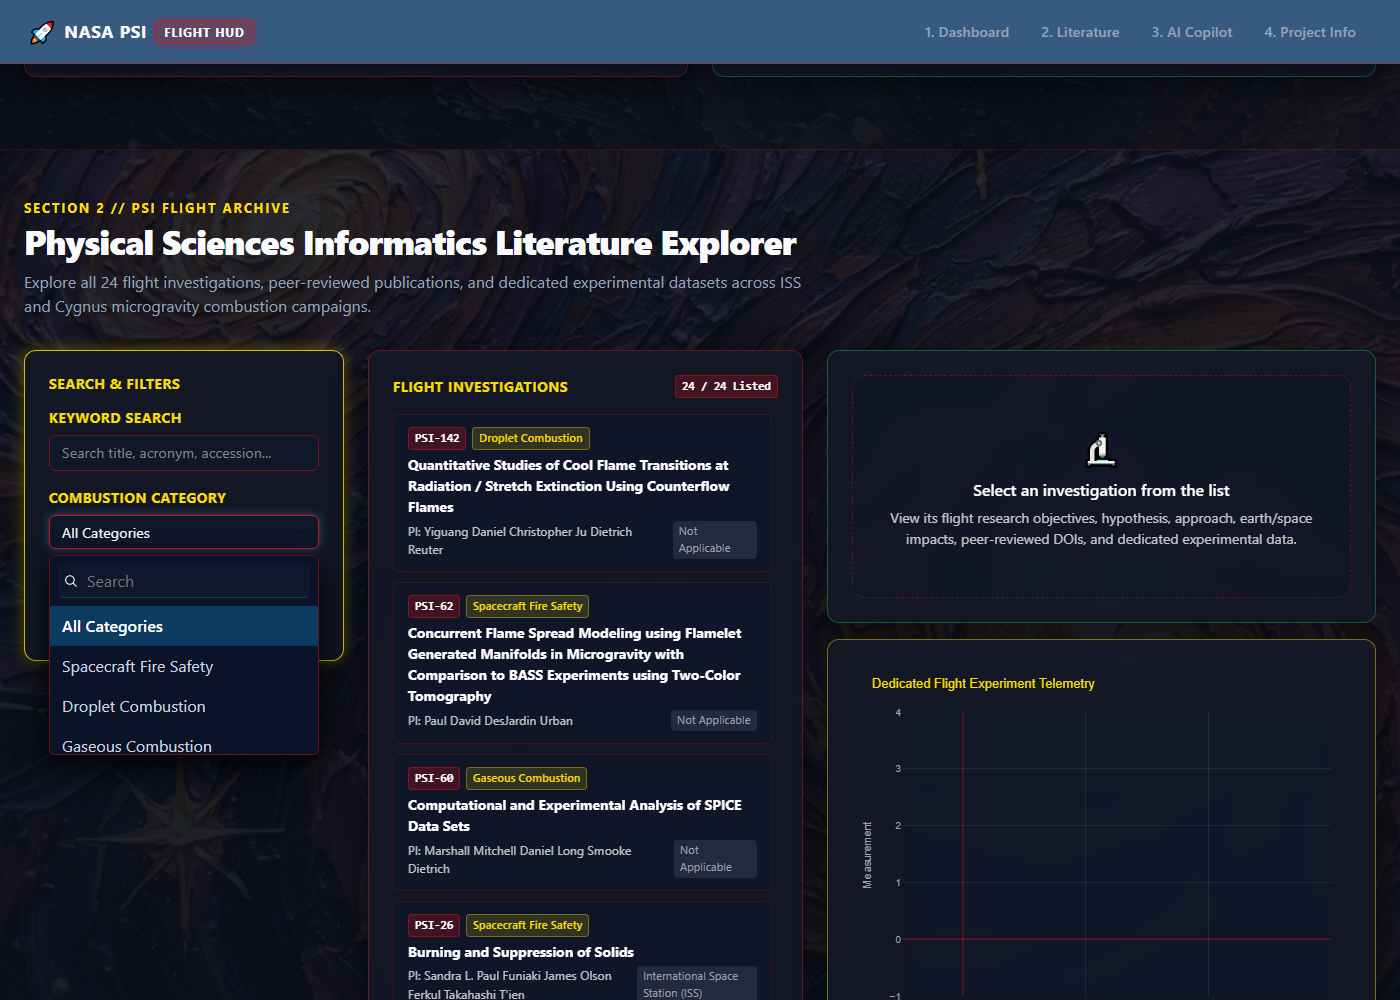 NASA PSI FLIGHT HUD
1. Dashboard
2. Literature
3. AI Copilot
4. Project Info
SECTION 2 // PSI FLIGHT ARCHIVE
Physical Sciences Informatics Literature Explorer
Explore all 24 flight investigations, peer-reviewed publications, and dedicated experimental datasets across ISS
and Cygnus microgravity combustion campaigns.
SEARCH & FILTERS
KEYWORD SEARCH
Search title, acronym, accession...
COMBUSTION CATEGORY
All Categories
Search
All Categories
Spacecraft Fire Safety
Droplet Combustion
Gaseous Combustion
FLIGHT INVESTIGATIONS
24 / 24 Listed
PSI-142 Droplet Combustion
Quantitative Studies of Cool Flame Transitions at
Radiation / Stretch Extinction Using Counterflow
Flames
PI: Yiguang Daniel Christopher Ju Dietrich
Reuter
Not
Applicable
PSI-62 Spacecraft Fire Safety
Concurrent Flame Spread Modeling using Flamelet
Generated Manifolds in Microgravity with
Comparison to BASS Experiments using Two-Color
Tomography
PI: Paul David DesJardin Urban
Not Applicable
PSI-60 Gaseous Combustion
Computational and Experimental Analysis of SPICE
Data Sets
PI: Marshall Mitchell Daniel Long Smooke
Dietrich
Not
Applicable
PSI-26 Spacecraft Fire Safety
Burning and Suppression of Solids
PI: Sandra L. Paul Funiaki James Olson
Ferkul Takahashi T'ien
International Space
Station (ISS)
Select an investigation from the list
View its flight research objectives, hypothesis, approach, earth/space
impacts, peer-reviewed DOIs, and dedicated experimental data.
Dedicated Flight Experiment Telemetry
4
3
2
1
0
−1
Measurement